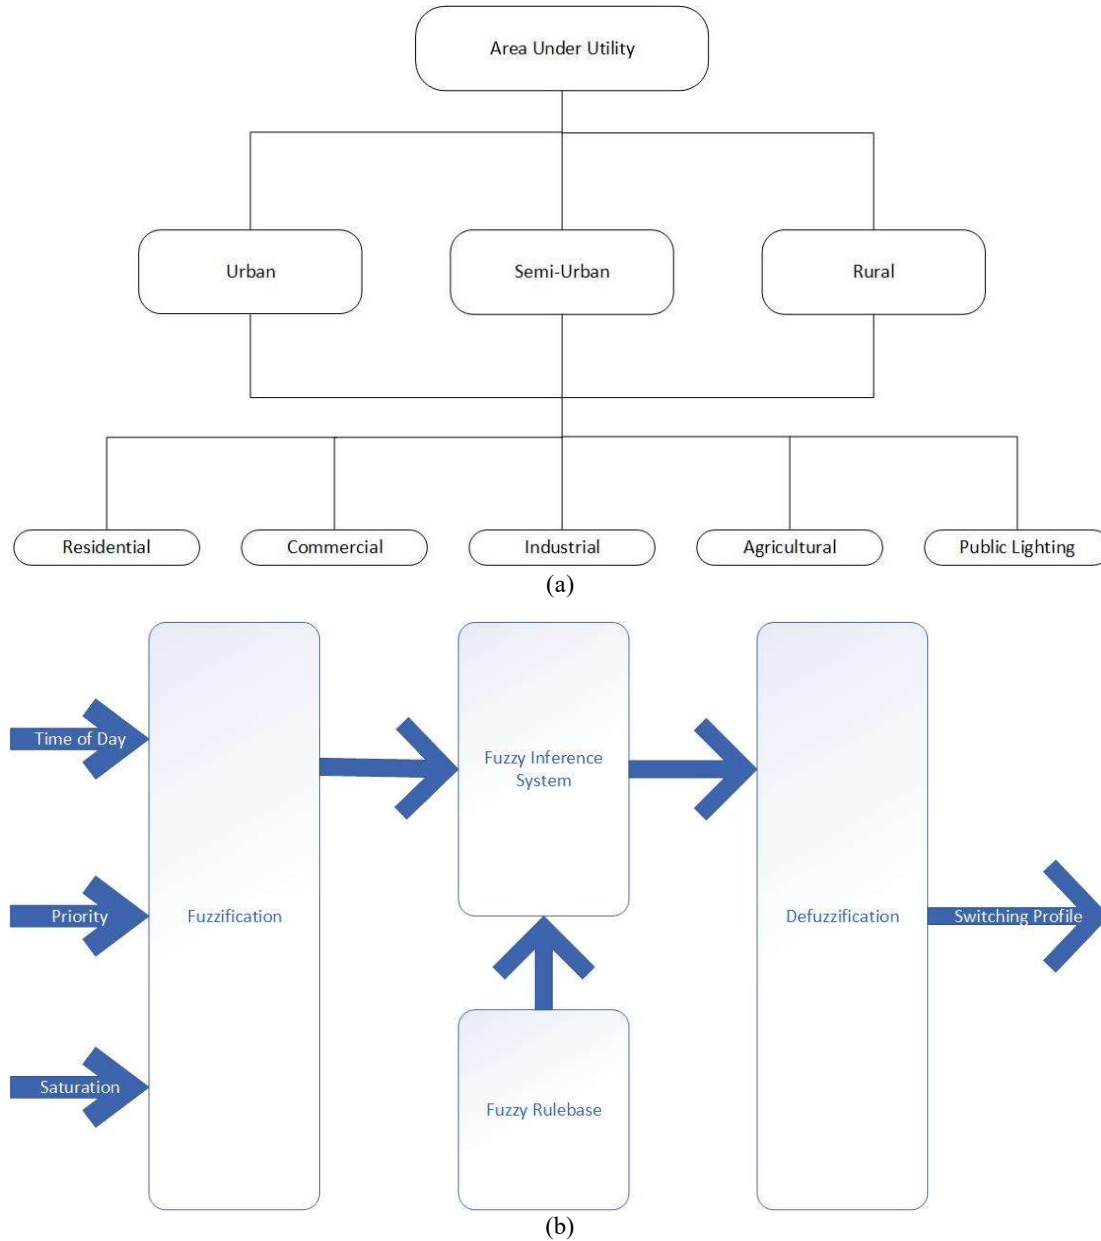 Area Under Utility
Urban
Semi-Urban
Rural
Residential
Commercial
Industrial
Agricultural
Public Lighting
(a)
Time of Day
Priority
Saturation
Fuzzification
Fuzzy Inference
System
Fuzzy Rulebase
Defuzzification
Switching Profile
(b)